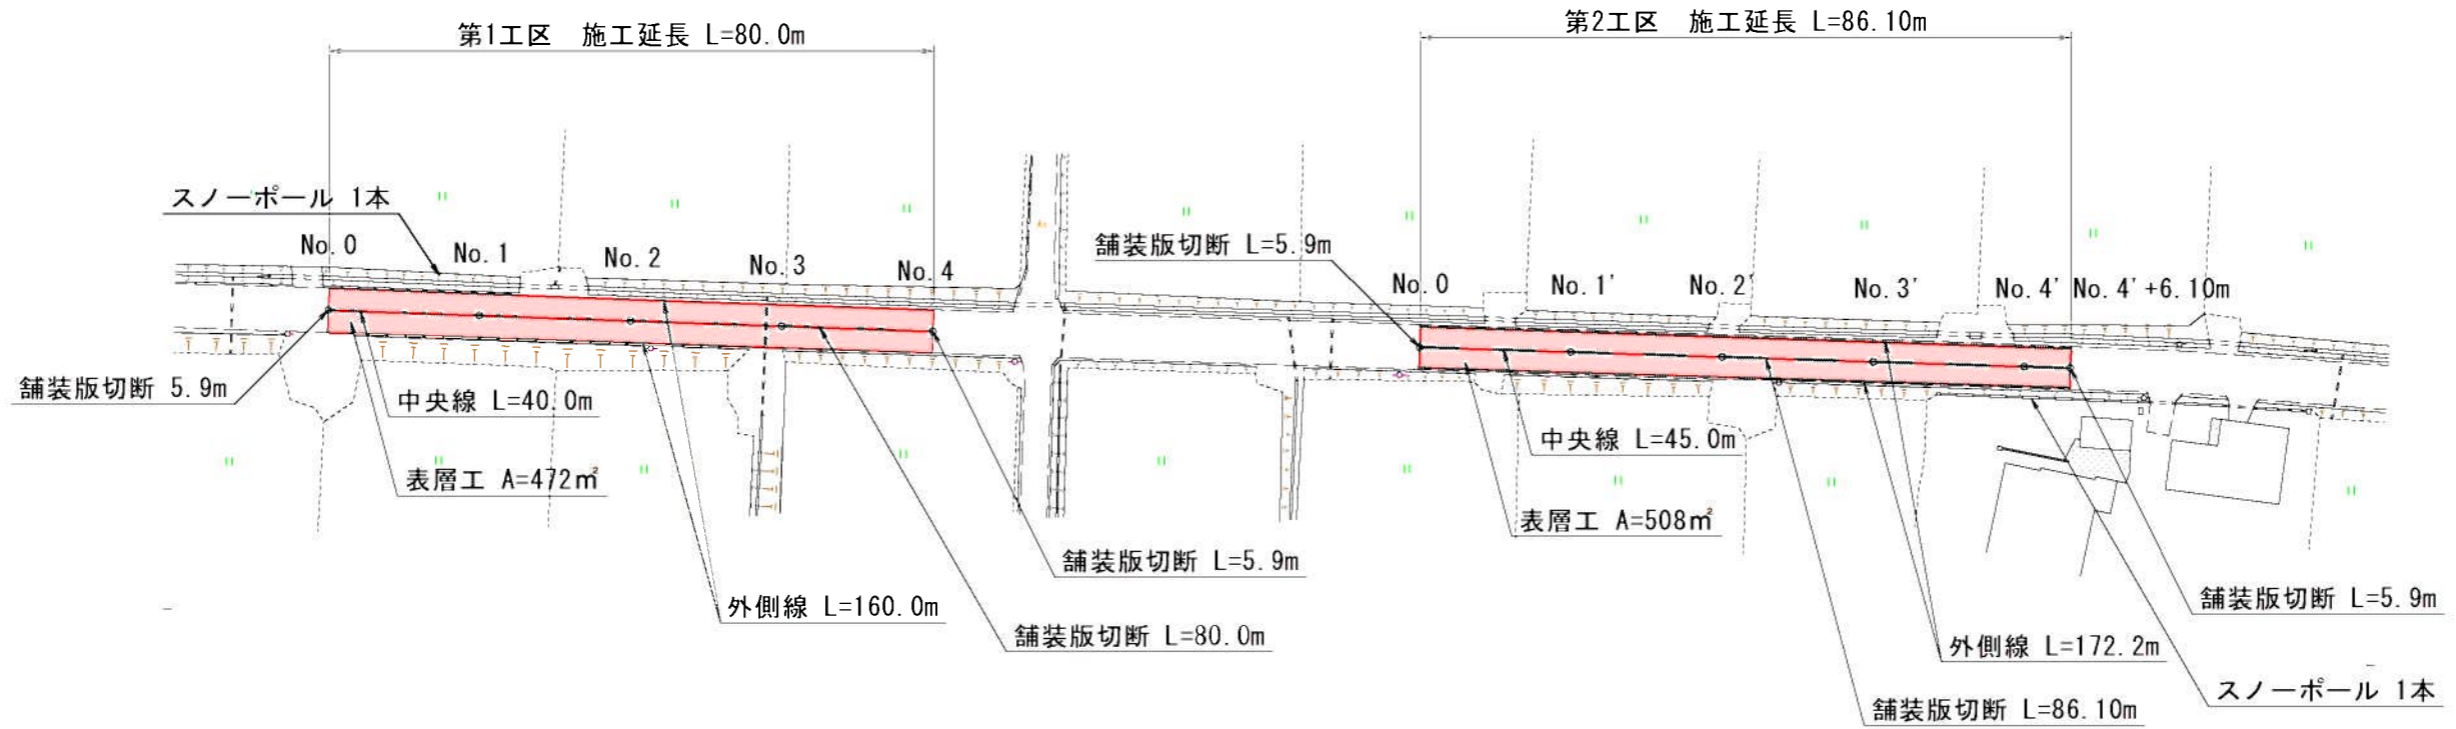 第1工区　施工延長 L=80.0m
第2工区　施工延長 L=86.10m
スノーポール 1本
No.0
No.1
No.2
No.3
No.4
舗装版切断 L=5.9m
No.0
No.1'
No.2'
No.3'
No.4'
No.4'+6.10m
舗装版切断 5.9m
中央線 L=40.0m
表層工 A=472㎡
外側線 L=160.0m
舗装版切断 L=5.9m
舗装版切断 L=80.0m
中央線 L=45.0m
表層工 A=508㎡
舗装版切断 L=5.9m
外側線 L=172.2m
スノーポール 1本
舗装版切断 L=86.10m